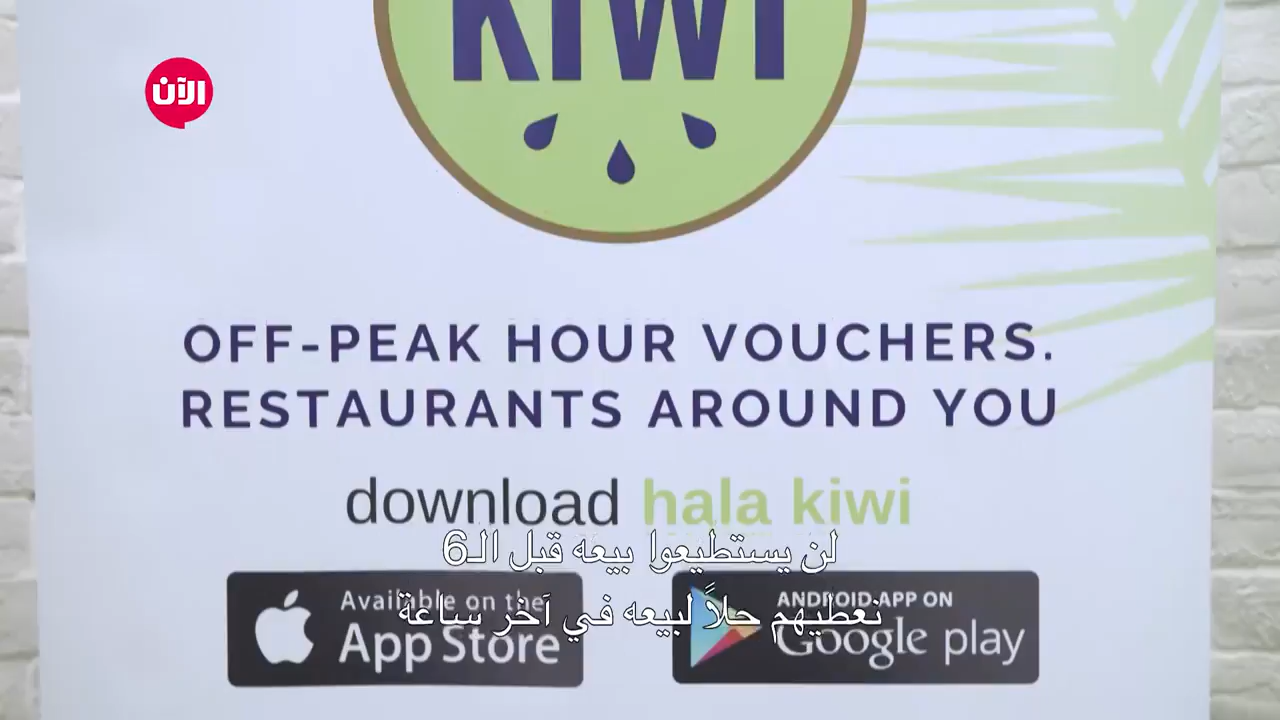 KIWI
الآن
OFF-PEAK HOUR VOUCHERS.
RESTAURANTS AROUND YOU
download hala kiwi
لن يستطيعوا بيعه قبل الـ6
نعطيهم حلاً لبيعه في آخر ساعة
Available on the
App Store
ANDROID APP ON
Google play